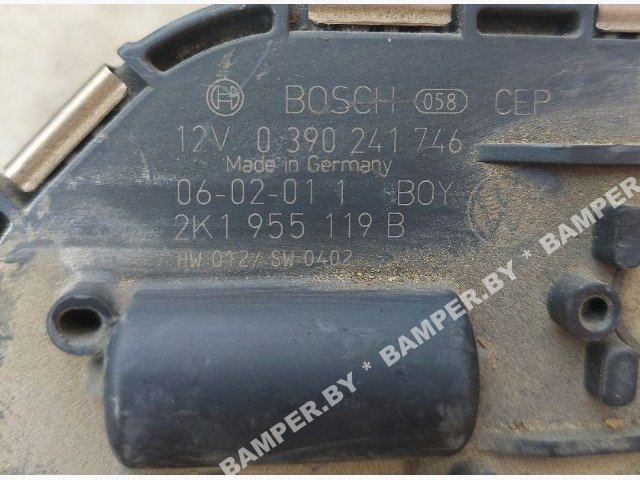 BOSCH 058 CEP
12V 0 390 241 746
Made in Germany
06-02-01 1 BOY
2K1 955 119 B
HW 012/ SW 0402
BAMPER.BY * BAMPER.BY * BAMPER.BY